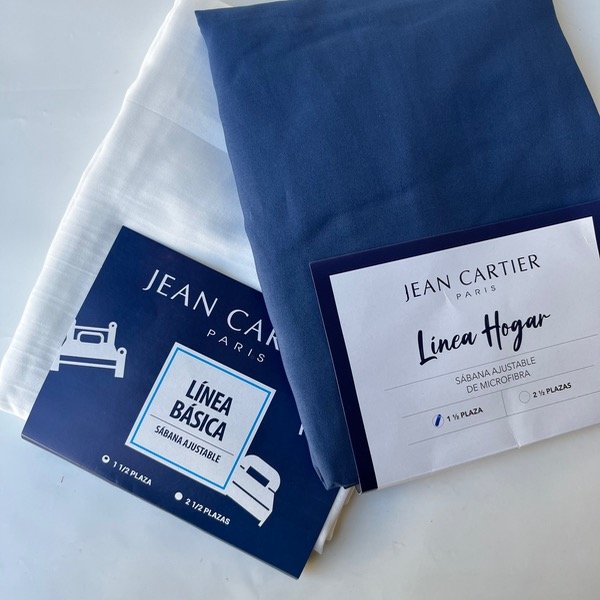 JEAN CARTIER
PARIS
Línea Hogar
SÁBANA AJUSTABLE
DE MICROFIBRA
1 ½ PLAZA
2 ½ PLAZAS
JEAN CAR
PARIS
LÍNEA
BÁSICA
SÁBANA AJUSTABLE
1 1/2 PLAZA
2 1/2 PLAZAS